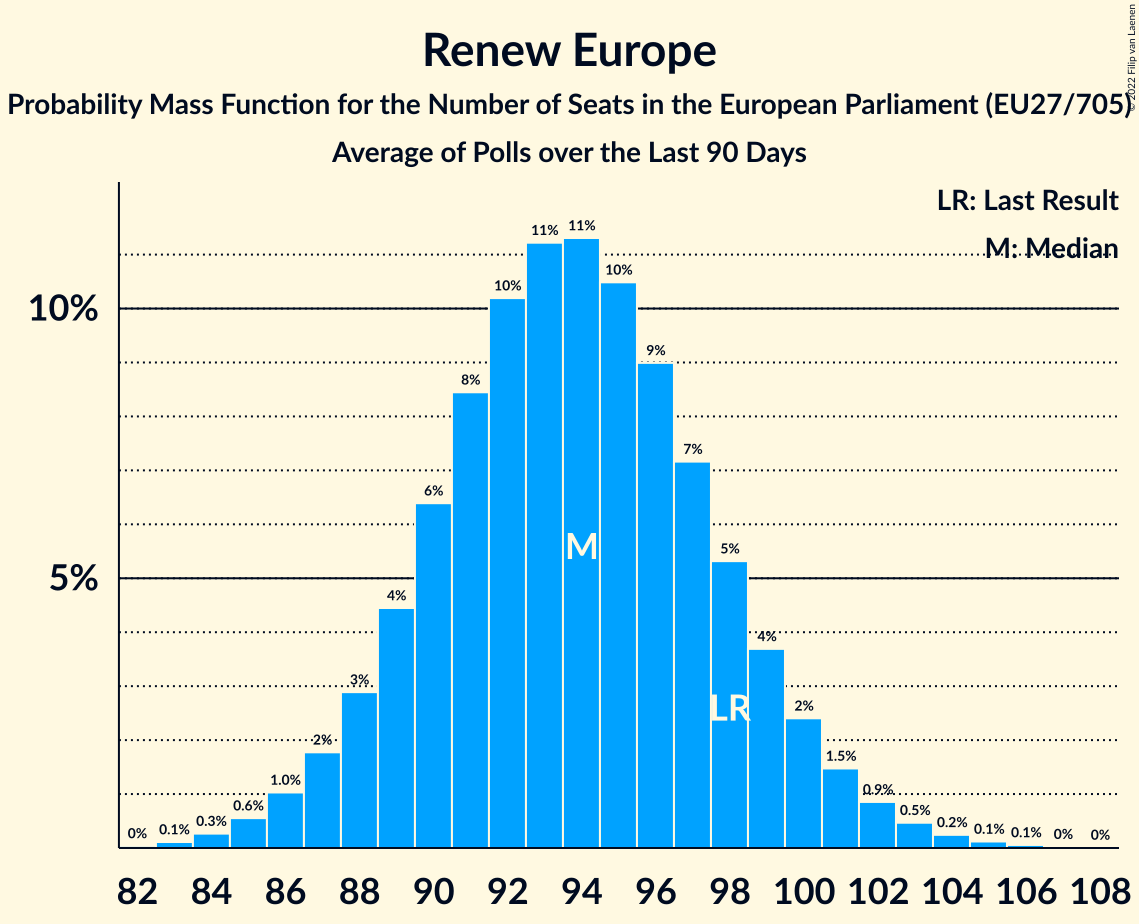 Renew Europe
© 2022 Filip van Laenen
Probability Mass Function for the Number of Seats in the European Parliament (EU27/705)
Average of Polls over the Last 90 Days
LR: Last Result
M: Median
10%
5%
0% 0.1% 0.3% 0.6% 1.0% 2% 3% 4% 6% 8% 10% 11% 11% 10% 9% 7% 5% 4% 2% 1.5% 0.9% 0.5% 0.2% 0.1% 0.1% 0% 0%
M
LR
82 84 86 88 90 92 94 96 98 100 102 104 106 108